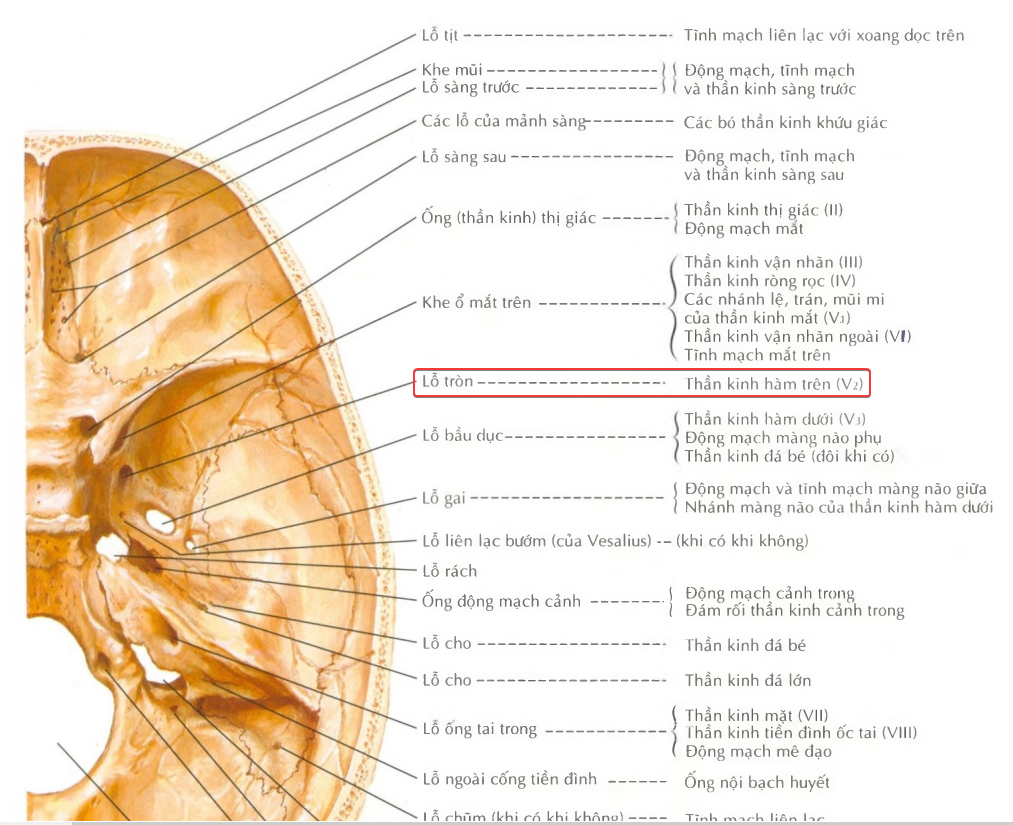 Lỗ tịt Tĩnh mạch liên lạc với xoang dọc trên
Khe mũi Động mạch, tĩnh mạch
Lỗ sàng trước và thần kinh sàng trước
Các lỗ của mảnh sàng Các bó thần kinh khứu giác
Lỗ sàng sau Động mạch, tĩnh mạch
và thần kinh sàng sau
Ống (thần kinh) thị giác Thần kinh thị giác (II)
Động mạch mắt
Thần kinh vận nhãn (III)
Thần kinh ròng rọc (IV)
Khe ổ mắt trên Các nhánh lệ, trán, mũi mi
của thần kinh mắt (V1)
Thần kinh vận nhãn ngoài (VI)
Tĩnh mạch mắt trên
Lỗ tròn Thần kinh hàm trên (V2)
Thần kinh hàm dưới (V3)
Lỗ bầu dục Động mạch màng não phụ
Thần kinh đá bé (đôi khi có)
Lỗ gai Động mạch và tĩnh mạch màng não giữa
Nhánh màng não của thần kinh hàm dưới
Lỗ liên lạc bướm (của Vesalius) -- (khi có khi không)
Lỗ rách
Ống động mạch cảnh Động mạch cảnh trong
Đám rối thần kinh cảnh trong
Lỗ cho Thần kinh đá bé
Lỗ cho Thần kinh đá lớn
Thần kinh mặt (VII)
Lỗ ống tai trong Thần kinh tiền đình ốc tai (VIII)
Động mạch mê đạo
Lỗ ngoài cống tiền đình Ống nội bạch huyết
Lỗ chũm (khi có khi không) Tĩnh mạch liên lạc